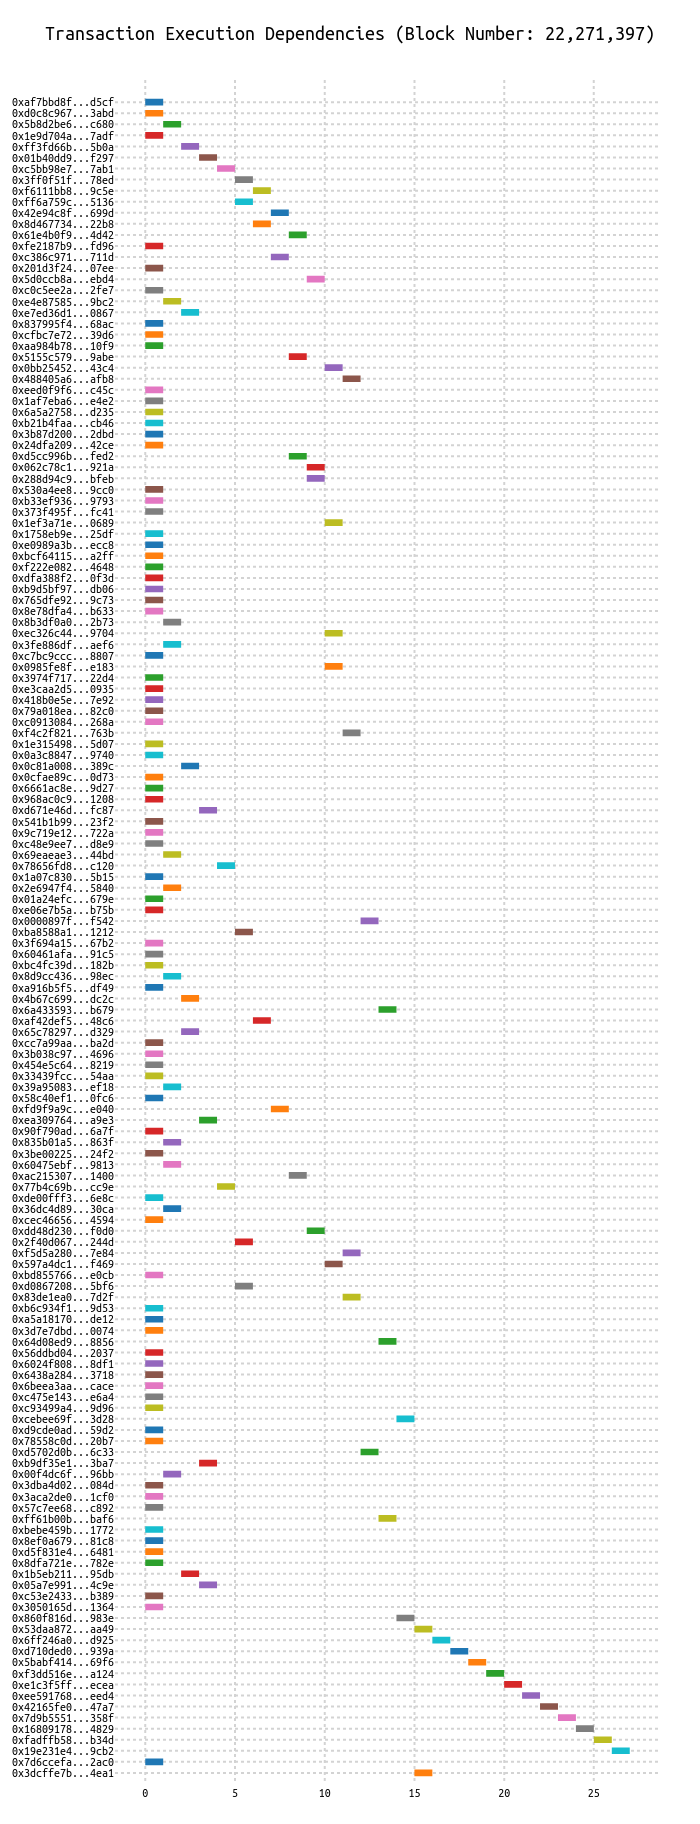 Transaction Execution Dependencies (Block Number: 22,271,397)
0xaf7bbd8f...d5cf
0xd0c8c967...3abd
0x5b8d2be6...c680
0x1e9d704a...7adf
0xff3fd66b...5b0a
0x01b40dd9...f297
0xc5bb98e7...7ab1
0x3ff0f51f...78ed
0xf6111bb8...9c5e
0xff6a759c...5136
0x42e94c8f...699d
0x8d467734...22b8
0x61e4b0f9...4d42
0xfe2187b9...fd96
0xc386c971...711d
0x201d3f24...07ee
0x5d0ccb8a...ebd4
0xc0c5ee2a...2fe7
0xe4e87585...9bc2
0xe7ed36d1...0867
0x837995f4...68ac
0xcfbc7e72...39d6
0xaa984b78...10f9
0x5155c579...9abe
0x0bb25452...43c4
0x488405a6...afb8
0xeed0f9f6...c45c
0x1af7eba6...e4e2
0x6a5a2758...d235
0xb21b4faa...cb46
0x3b87d200...2dbd
0x24dfa209...42ce
0xd5cc996b...fed2
0x062c78c1...921a
0x288d94c9...bfeb
0x530a4ee8...9cc0
0xb33ef936...9793
0x373f495f...fc41
0x1ef3a71e...0689
0x1758eb9e...25df
0xe0989a3b...ecc8
0xbcf64115...a2ff
0xf222e082...4648
0xdfa388f2...0f3d
0xb9d5bf97...db06
0x765dfe92...9c73
0x8e78dfa4...b633
0x8b3df0a0...2b73
0xec326c44...9704
0x3fe886df...aef6
0xc7bc9ccc...8807
0x0985fe8f...e183
0x3974f717...22d4
0xe3caa2d5...0935
0x418b0e5e...7e92
0x79a018ea...82c0
0xc0913084...268a
0xf4c2f821...763b
0x1e315498...5d07
0x0a3c8847...9740
0x0c81a008...389c
0x0cfae89c...0d73
0x6661ac8e...9d27
0x968ac0c9...1208
0xd671e46d...fc87
0x541b1b99...23f2
0x9c719e12...722a
0xc48e9ee7...d8e9
0x69eaeae3...44bd
0x78656fd8...c120
0x1a07c830...5b15
0x2e6947f4...5840
0x01a24efc...679e
0xe06e7b5a...b75b
0x0000897f...f542
0xba8588a1...1212
0x3f694a15...67b2
0x60461afa...91c5
0xbc4fc39d...182b
0x8d9cc436...98ec
0xa916b5f5...df49
0x4b67c699...dc2c
0x6a433593...b679
0xaf42def5...48c6
0x65c78297...d329
0xcc7a99aa...ba2d
0x3b038c97...4696
0x454e5c64...8219
0x33439fcc...54aa
0x39a95083...ef18
0x58c40ef1...0fc6
0xfd9f9a9c...e040
0xea309764...a9e3
0x90f790ad...6a7f
0x835b01a5...863f
0x3be00225...24f2
0x60475ebf...9813
0xac215307...1400
0x77b4c69b...cc9e
0xde00fff3...6e8c
0x36dc4d89...30ca
0xcec46656...4594
0xdd48d230...f0d0
0x2f40d067...244d
0xf5d5a280...7e84
0x597a4dc1...f469
0xbd855766...e0cb
0xd0867208...5bf6
0x83de1ea0...7d2f
0xb6c934f1...9d53
0xa5a18170...de12
0x3d7e7dbd...0074
0x64d08ed9...8856
0x56ddbd04...2037
0x6024f808...8df1
0x6438a284...3718
0x6beea3aa...cace
0xc475e143...e6a4
0xc93499a4...9d96
0xcebee69f...3d28
0xd9cde0ad...59d2
0x78558c0d...20b7
0xd5702d0b...6c33
0xb9df35e1...3ba7
0x00f4dc6f...96bb
0x3dba4d02...084d
0x3aca2de0...1cf0
0x57c7ee68...c892
0xff61b00b...baf6
0xbebe459b...1772
0x8ef0a679...81c8
0xd5f831e4...6481
0x8dfa721e...782e
0x1b5eb211...95db
0x05a7e991...4c9e
0xc53e2433...b389
0x3050165d...1364
0x860f816d...983e
0x53daa872...aa49
0x6ff246a0...d925
0xd710ded0...939a
0x5babf414...69f6
0xf3dd516e...a124
0xe1c3f5ff...ecea
0xee591768...eed4
0x42165fe0...47a7
0x7d9b5551...358f
0x16809178...4829
0xfadffb58...b34d
0x19e231e4...9cb2
0x7d6ccefa...2ac0
0x3dcffe7b...4ea1
0 5 10 15 20 25